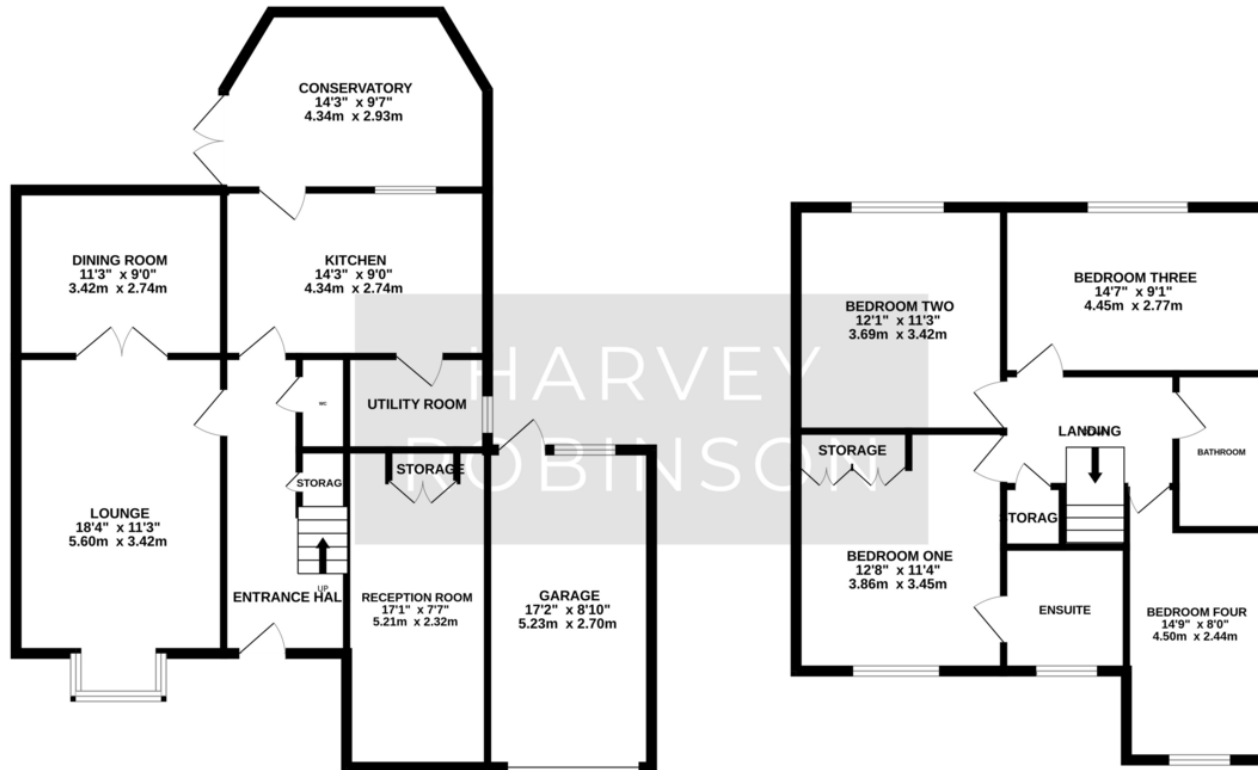 CONSERVATORY
14'3" x 9'7"
4.34m x 2.93m
DINING ROOM
11'3" x 9'0"
3.42m x 2.74m
KITCHEN
14'3" x 9'0"
4.34m x 2.74m
WC
UTILITY ROOM
STORAG
STORAGE
LOUNGE
18'4" x 11'3"
5.60m x 3.42m
UP
ENTRANCE HAL
RECEPTION ROOM
17'1" x 7'7"
5.21m x 2.32m
GARAGE
17'2" x 8'10"
5.23m x 2.70m
HARVEY
ROBINSON
BEDROOM TWO
12'1" x 11'3"
3.69m x 3.42m
BEDROOM THREE
14'7" x 9'1"
4.45m x 2.77m
LANDING
BATHROOM
STORAGE
STORAG
BEDROOM ONE
12'8" x 11'4"
3.86m x 3.45m
ENSUITE
BEDROOM FOUR
14'9" x 8'0"
4.50m x 2.44m